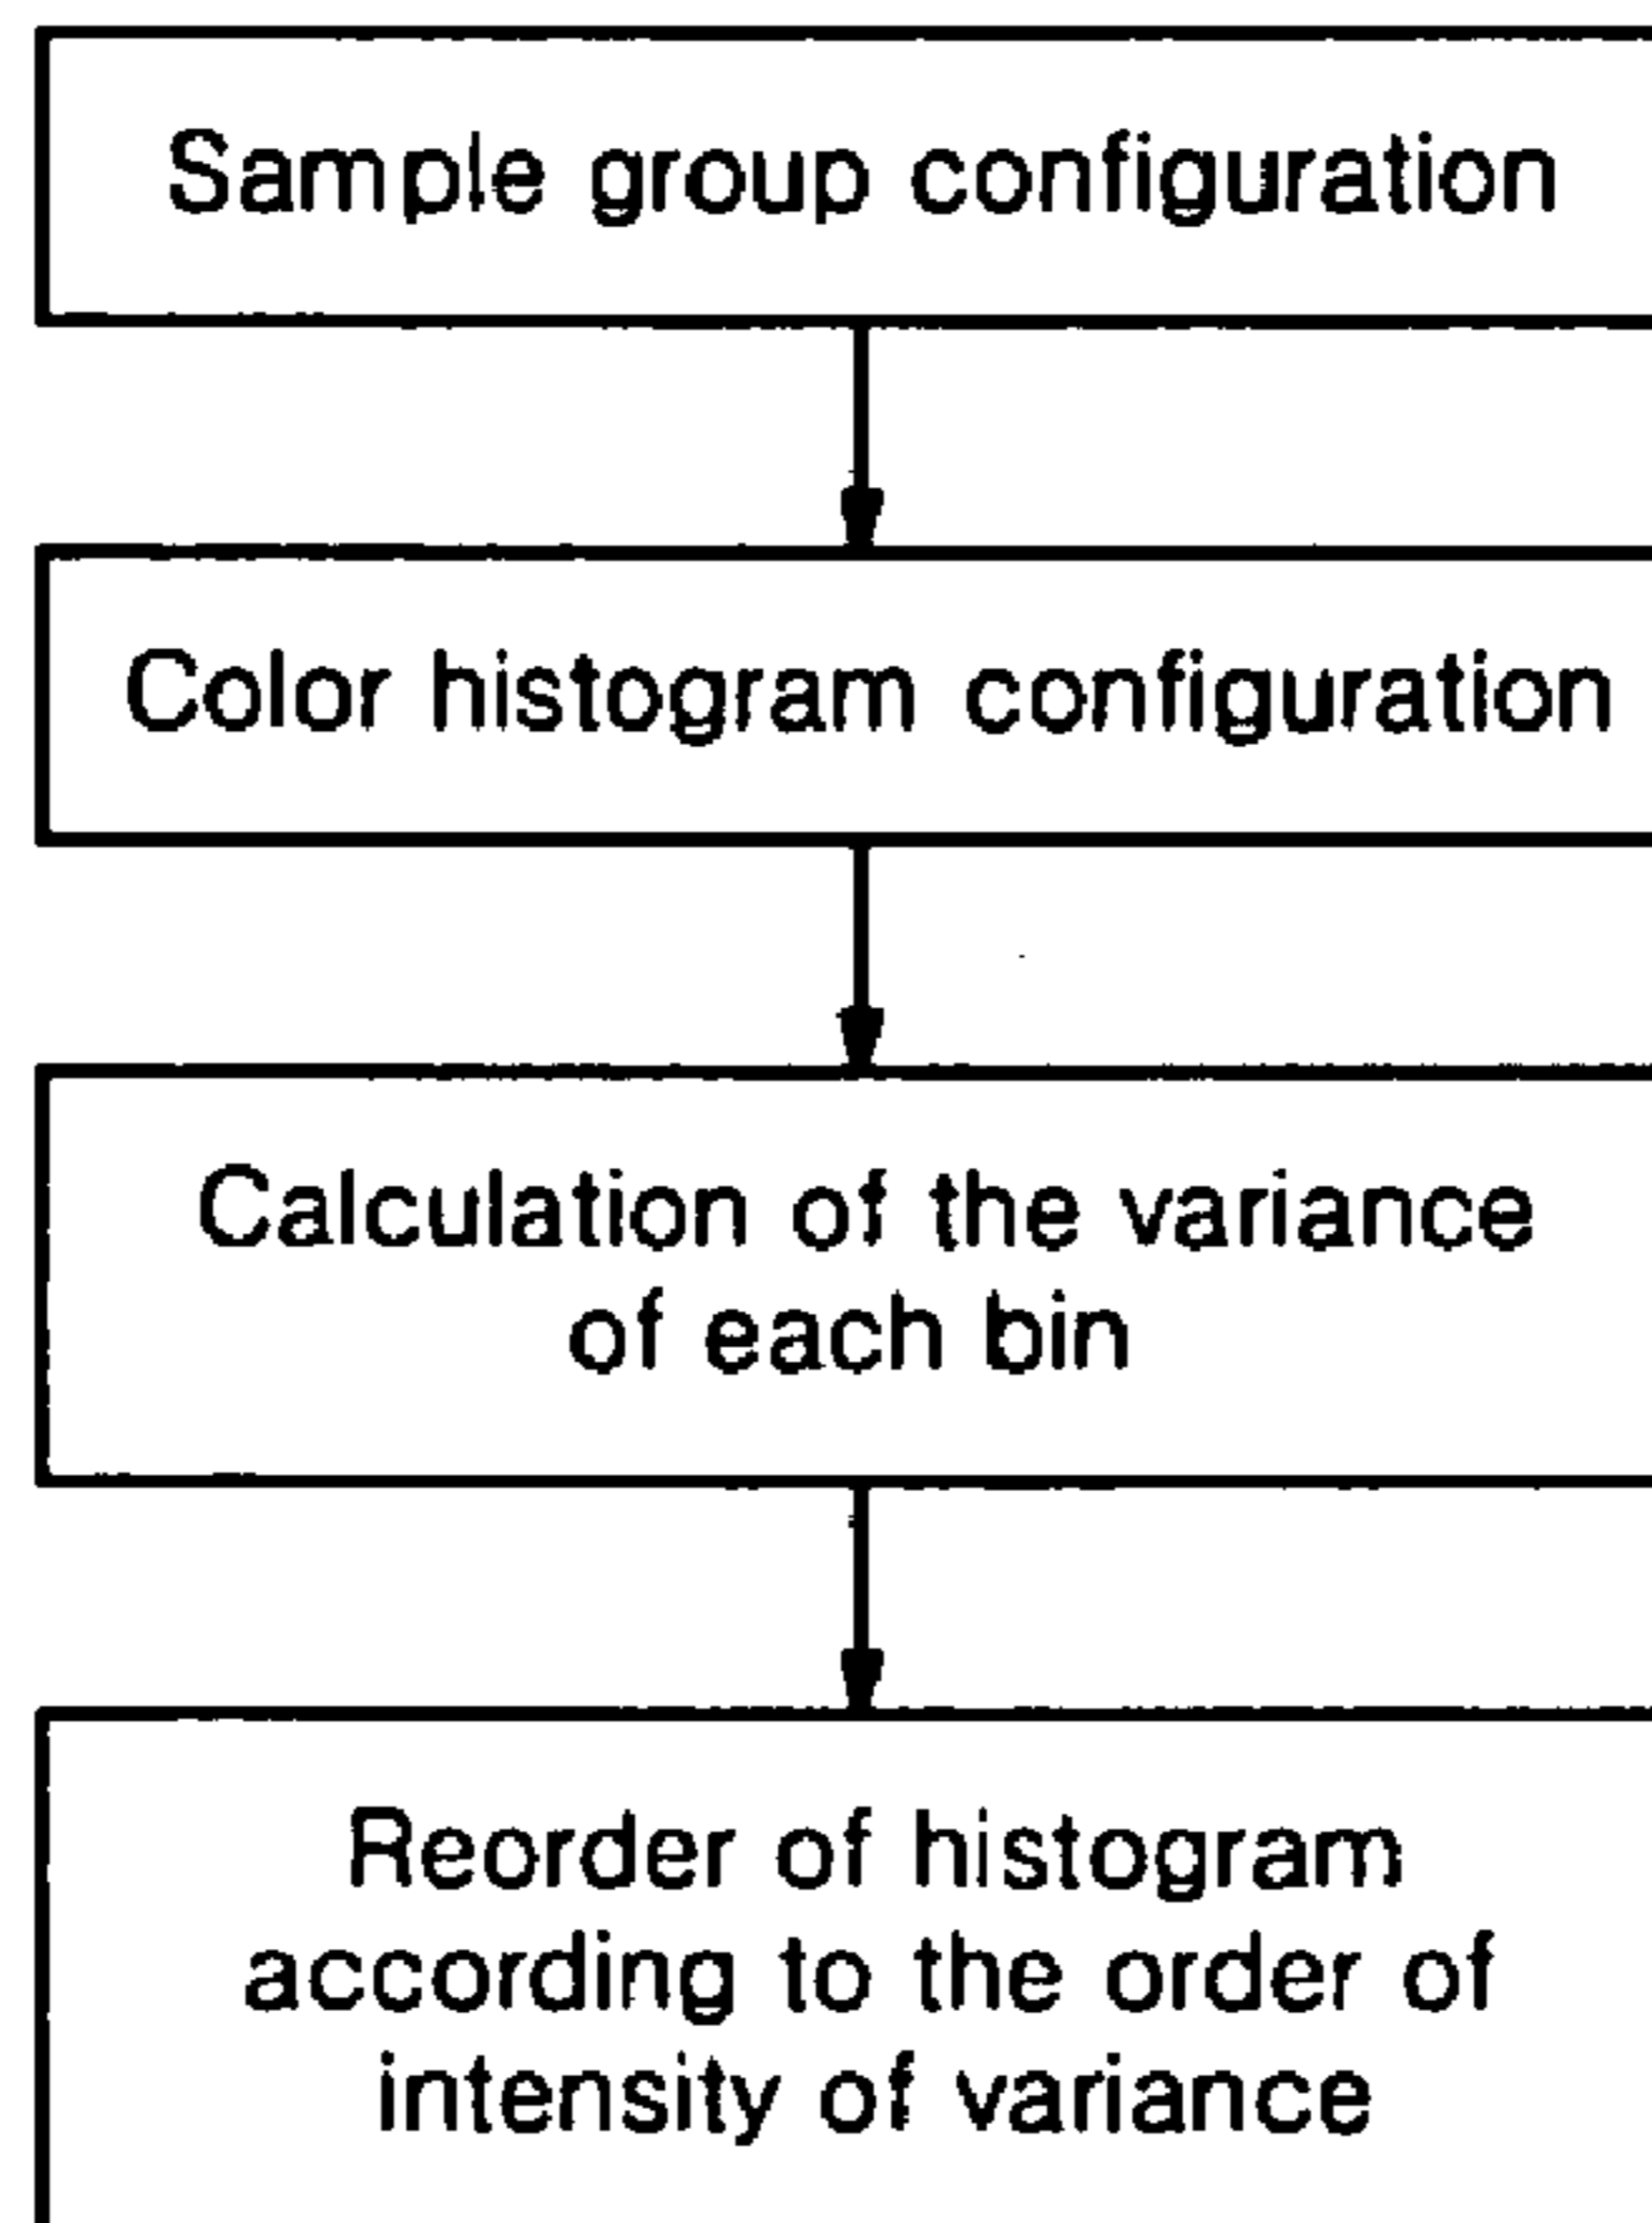 Sample group configuration
Color histogram configuration
Calculation of the variance
of each bin
Reorder of histogram
according to the order of
intensity of variance